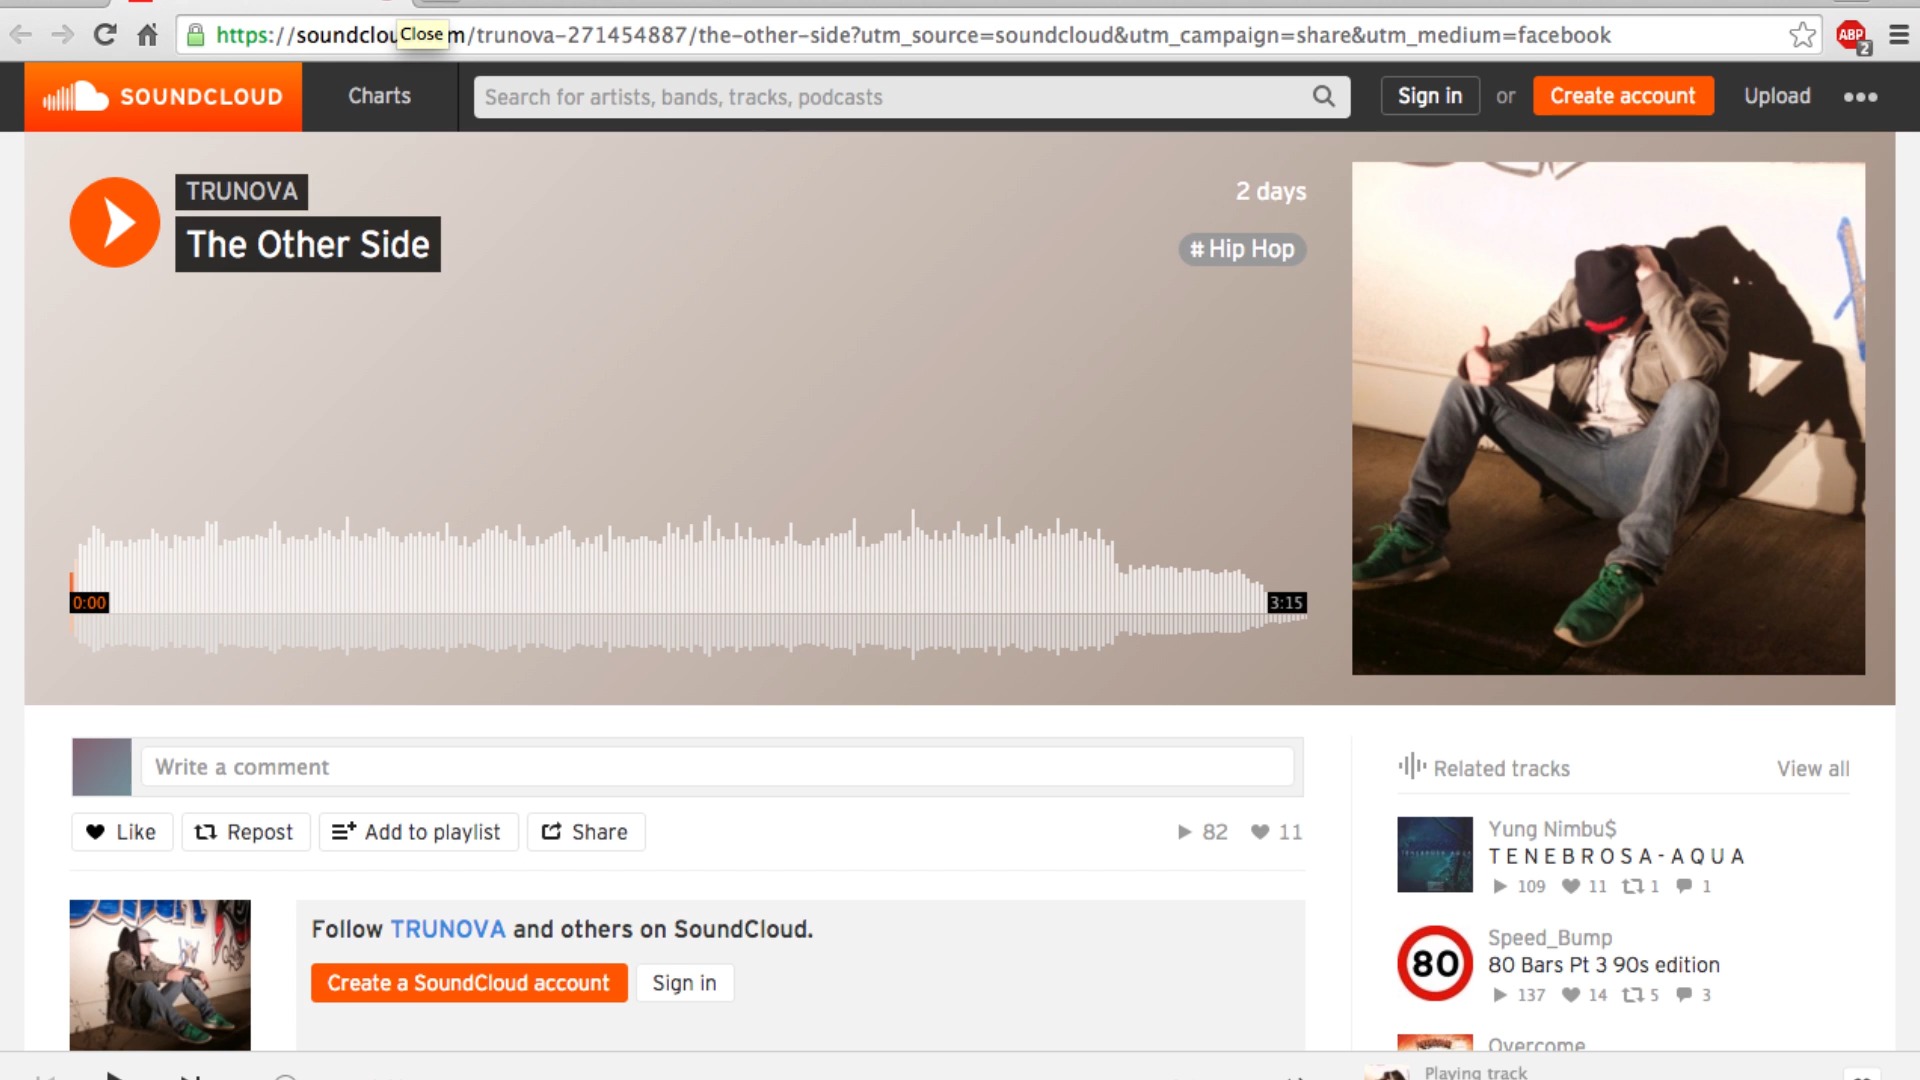 https://soundclou Close m/trunova-271454887/the-other-side?utm_source=soundcloud&utm_campaign=share&utm_medium=facebook
ABP
2
SOUNDCLOUD
Charts
Search for artists, bands, tracks, podcasts
Sign in or Create account
Upload
TRUNOVA
The Other Side
2 days
# Hip Hop
0:00
3:15
Write a comment
Like
Repost
Add to playlist
Share
82
11
Follow TRUNOVA and others on SoundCloud.
Create a SoundCloud account
Sign in
Related tracks
View all
Yung Nimbu$
TENEBROSA-AQUA
109 11 1 1
80
Speed_Bump
80 Bars Pt 3 90s edition
137 14 5 3
Overcome
Playing track